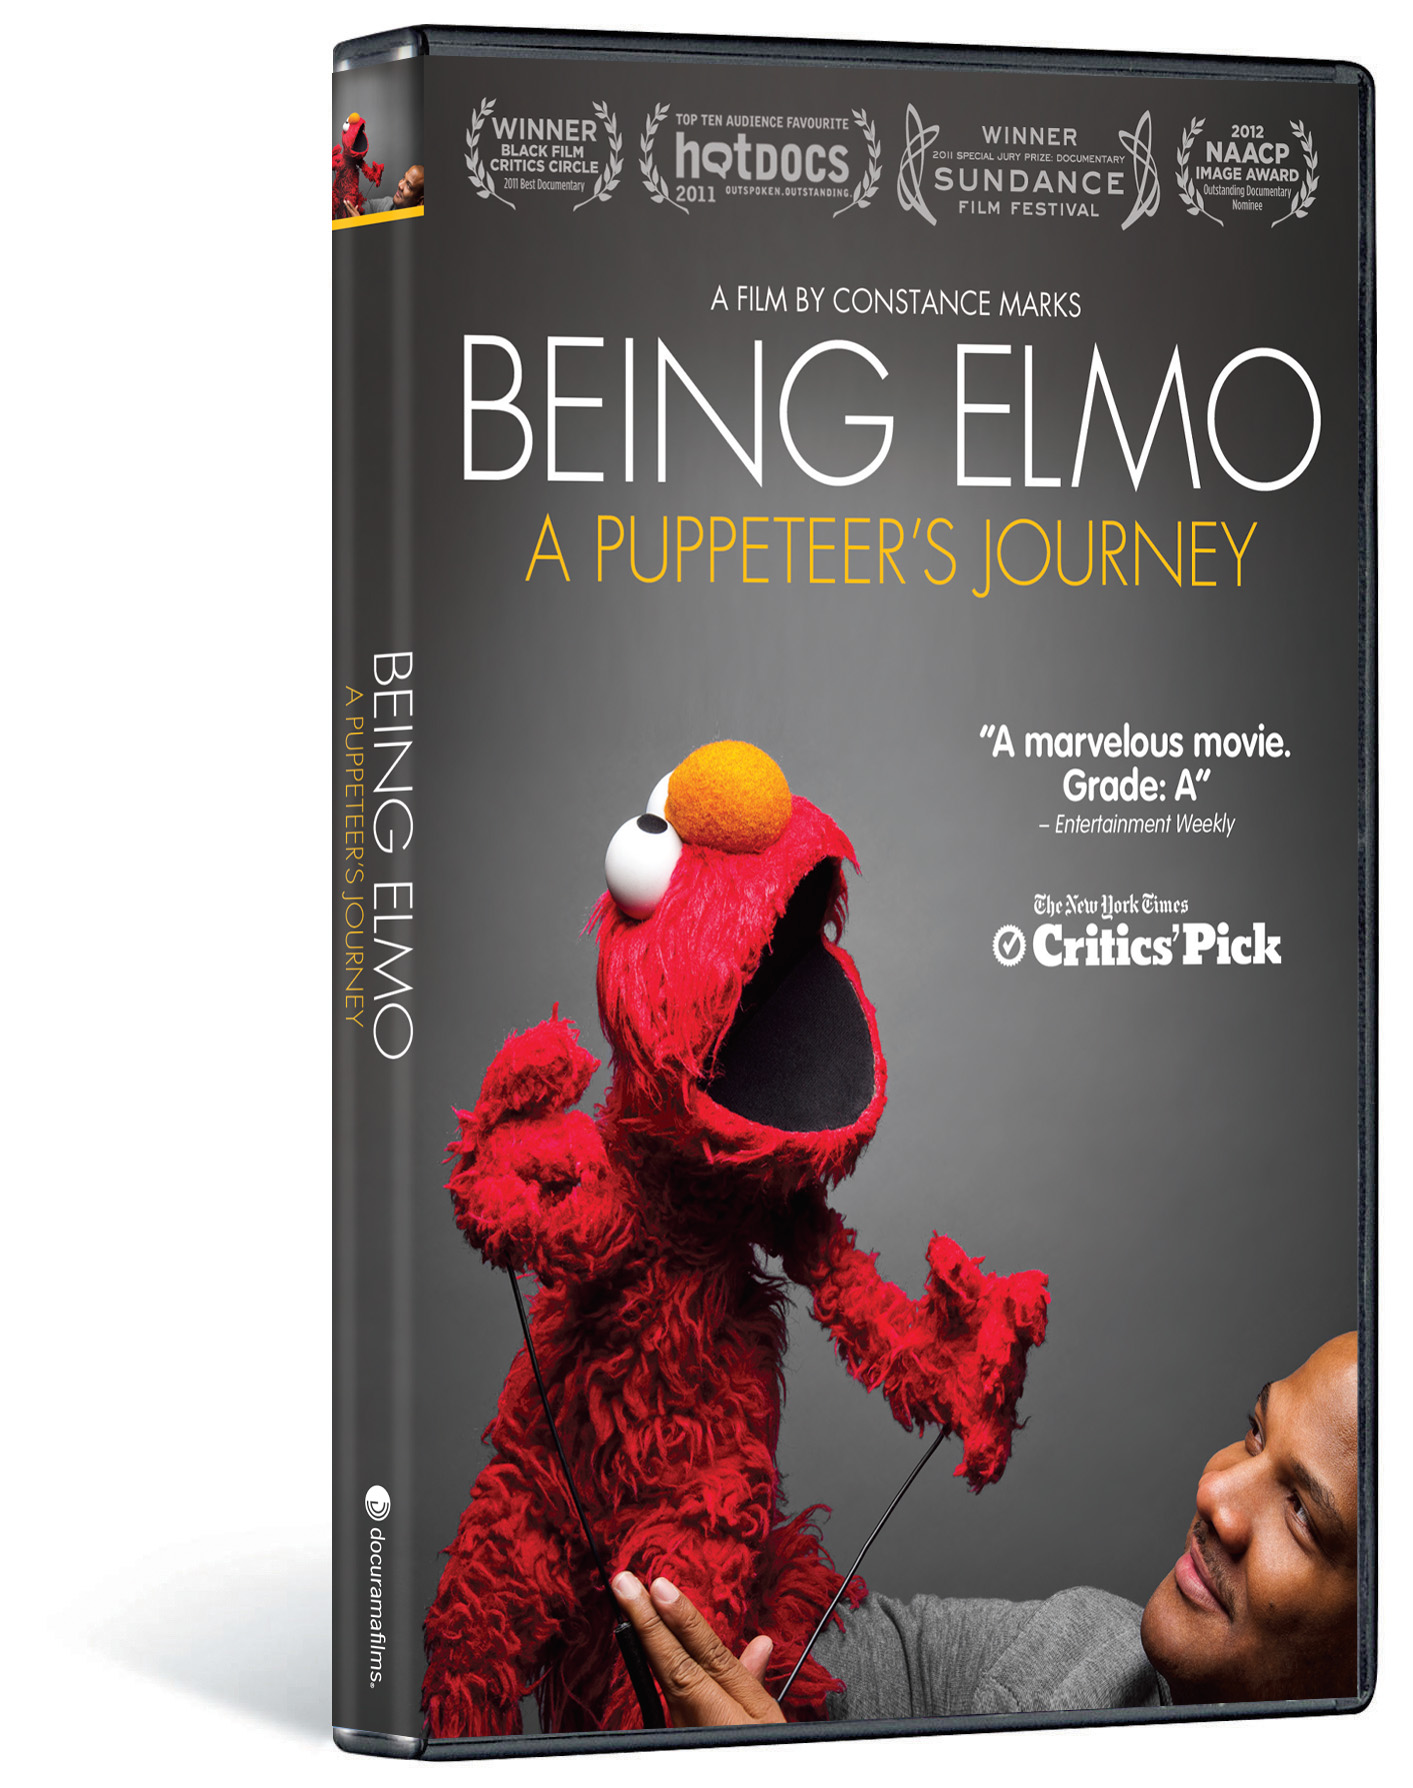 WINNER
BLACK FILM
CRITICS CIRCLE
2011 Best Documentary
TOP TEN AUDIENCE FAVOURITE
hotDOCS
2011
OUTSPOKEN.OUTSTANDING.
WINNER
2011 SPECIAL JURY PRIZE: DOCUMENTARY
SUNDANCE
FILM FESTIVAL
2012
NAACP
IMAGE AWARD
Outstanding Documentary
Nominee
A FILM BY CONSTANCE MARKS
BEING ELMO
A PUPPETEER'S JOURNEY
"A marvelous movie.
Grade: A"
– Entertainment Weekly
The New York Times
Critics' Pick
BEING ELMO
A PUPPETEER'S JOURNEY
docuramafilms®